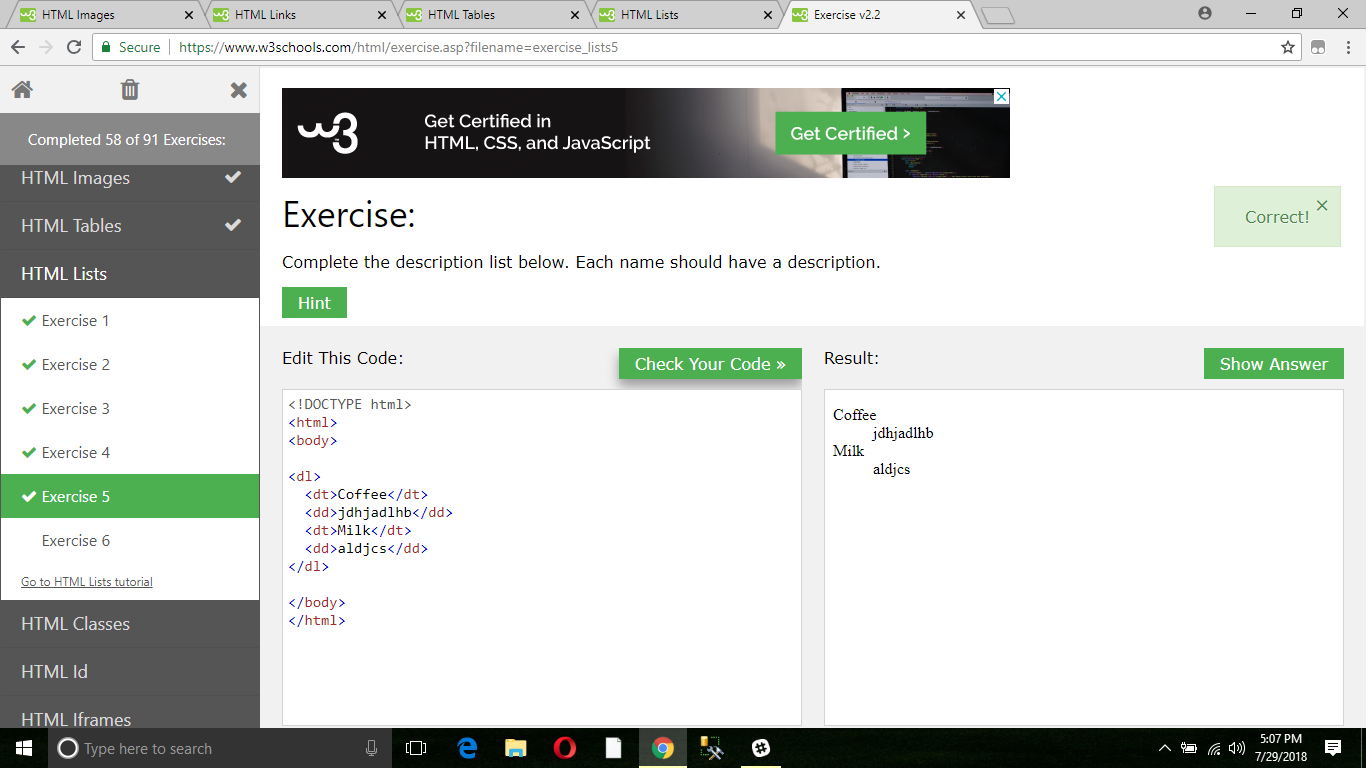 HTML Images
HTML Links
HTML Tables
HTML Lists
Exercise v2.2
Secure
https://www.w3schools.com/html/exercise.asp?filename=exercise_lists5
Completed 58 of 91 Exercises:
HTML Images
HTML Tables
HTML Lists
Exercise 1
Exercise 2
Exercise 3
Exercise 4
Exercise 5
Exercise 6
Go to HTML Lists tutorial
HTML Classes
HTML Id
HTML Iframes
w3
Get Certified in
HTML, CSS, and JavaScript
Get Certified >
Exercise:
Correct!
Complete the description list below. Each name should have a description.
Hint
Edit This Code:
Check Your Code »
<!DOCTYPE html>
<html>
<body>
<dl>
<dt>Coffee</dt>
<dd>jdhjadlhb</dd>
<dt>Milk</dt>
<dd>aldjcs</dd>
</dl>
</body>
</html>
Result:
Show Answer
Coffee
jdhjadlhb
Milk
aldjcs
Type here to search
5:07 PM
7/29/2018